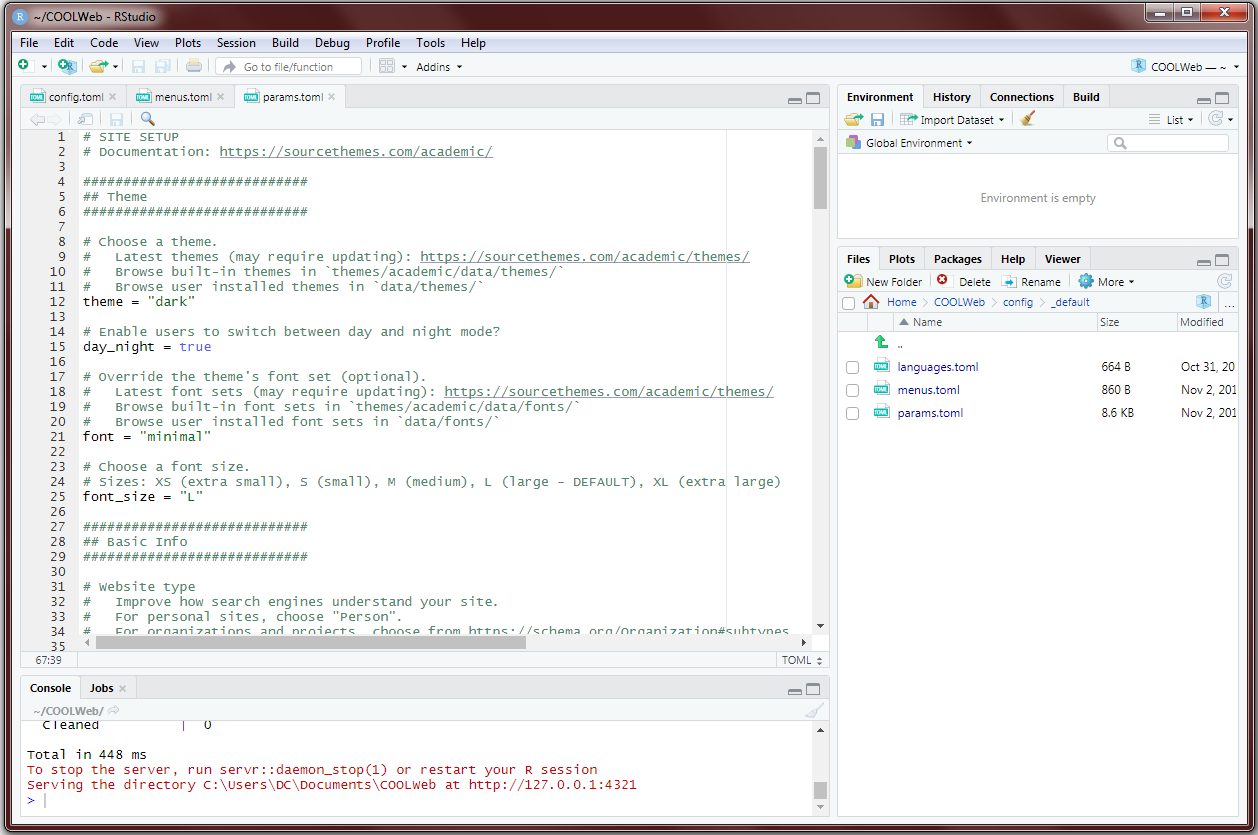 ~/COOLWeb - RStudio
File Edit Code View Plots Session Build Debug Profile Tools Help
Go to file/function Addins COOLWeb — ~
config.toml menus.toml params.toml
1 # SITE SETUP
2 # Documentation: https://sourcethemes.com/academic/
3
4 ############################
5 ## Theme
6 ############################
7
8 # Choose a theme.
9 #   Latest themes (may require updating): https://sourcethemes.com/academic/themes/
10 #   Browse built-in themes in `themes/academic/data/themes/`
11 #   Browse user installed themes in `data/themes/`
12 theme = "dark"
13
14 # Enable users to switch between day and night mode?
15 day_night = true
16
17 # Override the theme's font set (optional).
18 #   Latest font sets (may require updating): https://sourcethemes.com/academic/themes/
19 #   Browse built-in font sets in `themes/academic/data/fonts/`
20 #   Browse user installed font sets in `data/fonts/`
21 font = "minimal"
22
23 # Choose a font size.
24 # Sizes: XS (extra small), S (small), M (medium), L (large - DEFAULT), XL (extra large)
25 font_size = "L"
26
27 ############################
28 ## Basic Info
29 ############################
30
31 # Website type
32 #   Improve how search engines understand your site.
33 #   For personal sites, choose "Person".
34 #   For organizations and projects, choose from https://schema.org/Organization#subtypes
35
67:39 TOML
Console Jobs
~/COOLWeb/
Cleaned | 0
Total in 448 ms
To stop the server, run servr::daemon_stop(1) or restart your R session
Serving the directory C:\Users\DC\Documents\COOLWeb at http://127.0.0.1:4321
>
Environment History Connections Build
Import Dataset List
Global Environment
Environment is empty
Files Plots Packages Help Viewer
New Folder Delete Rename More
Home COOLWeb config _default ...
Name Size Modified
..
languages.toml 664 B Oct 31, 20
menus.toml 860 B Nov 2, 201
params.toml 8.6 KB Nov 2, 201